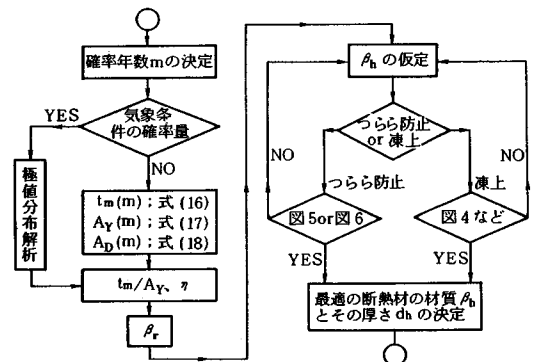 確率年数mの決定
YES
気象条
件の確率量
NO
極値分布解析
tm(m);式(16)
AY(m);式(17)
AD(m);式(18)
tm/AY、η
βr
βhの仮定
つらら防止
or 凍上
NO
NO
つらら防止
凍上
図5or図6
図4など
YES
YES
最適の断熱材の材質βh
とその厚さdhの決定